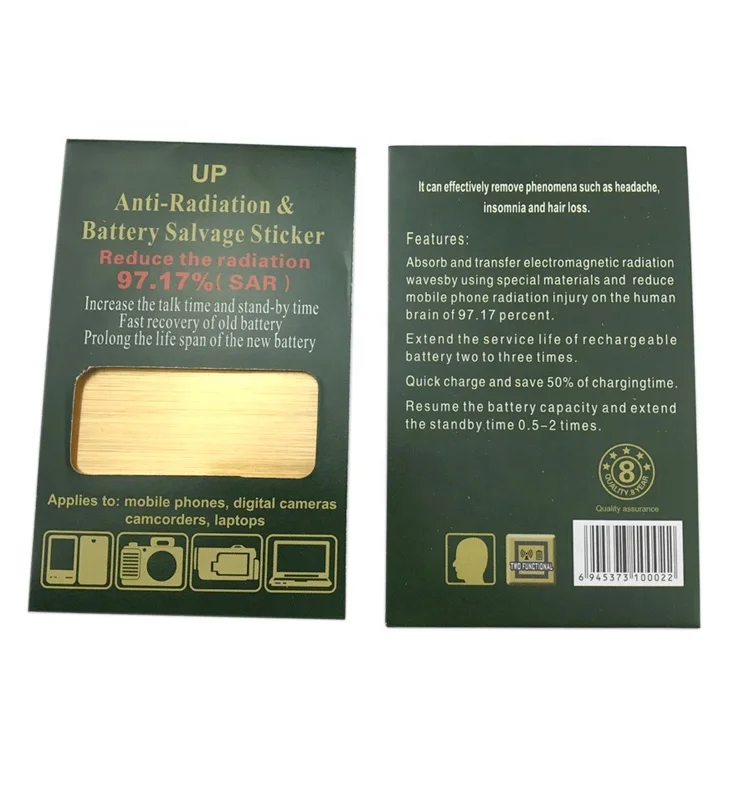 UP
Anti-Radiation &
Battery Salvage Sticker
Reduce the radiation
97.17%( SAR )
Increase the talk time and stand-by time
Fast recovery of old battery
Prolong the life span of the new battery
Applies to: mobile phones, digital cameras
camcorders, laptops
It can effectively remove phenomena such as headache,
insomnia and hair loss.
Features:
Absorb and transfer electromagnetic radiation
wavesby using special materials and reduce
mobile phone radiation injury on the human
brain of 97.17 percent.
Extend the service life of rechargeable
battery two to three times.
Quick charge and save 50% of chargingtime.
Resume the battery capacity and extend
the standby time 0.5-2 times.
8
QUALITY 8 YEAR
Quality assurance
TWO FUNCTIONAL
6 945373 100022